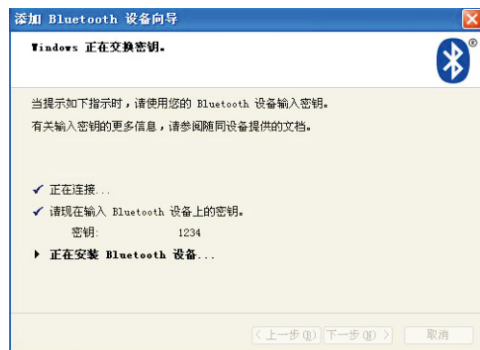 添加 Bluetooth 设备向导
Windows 正在交换密钥。
当提示如下指示时，请使用您的 Bluetooth 设备输入密钥。
有关输入密钥的更多信息，请参阅随同设备提供的文档。
正在连接...
请现在输入 Bluetooth 设备上的密钥。
密钥: 1234
正在安装 Bluetooth 设备...
< 上一步(B) 下一步(N) > 取消